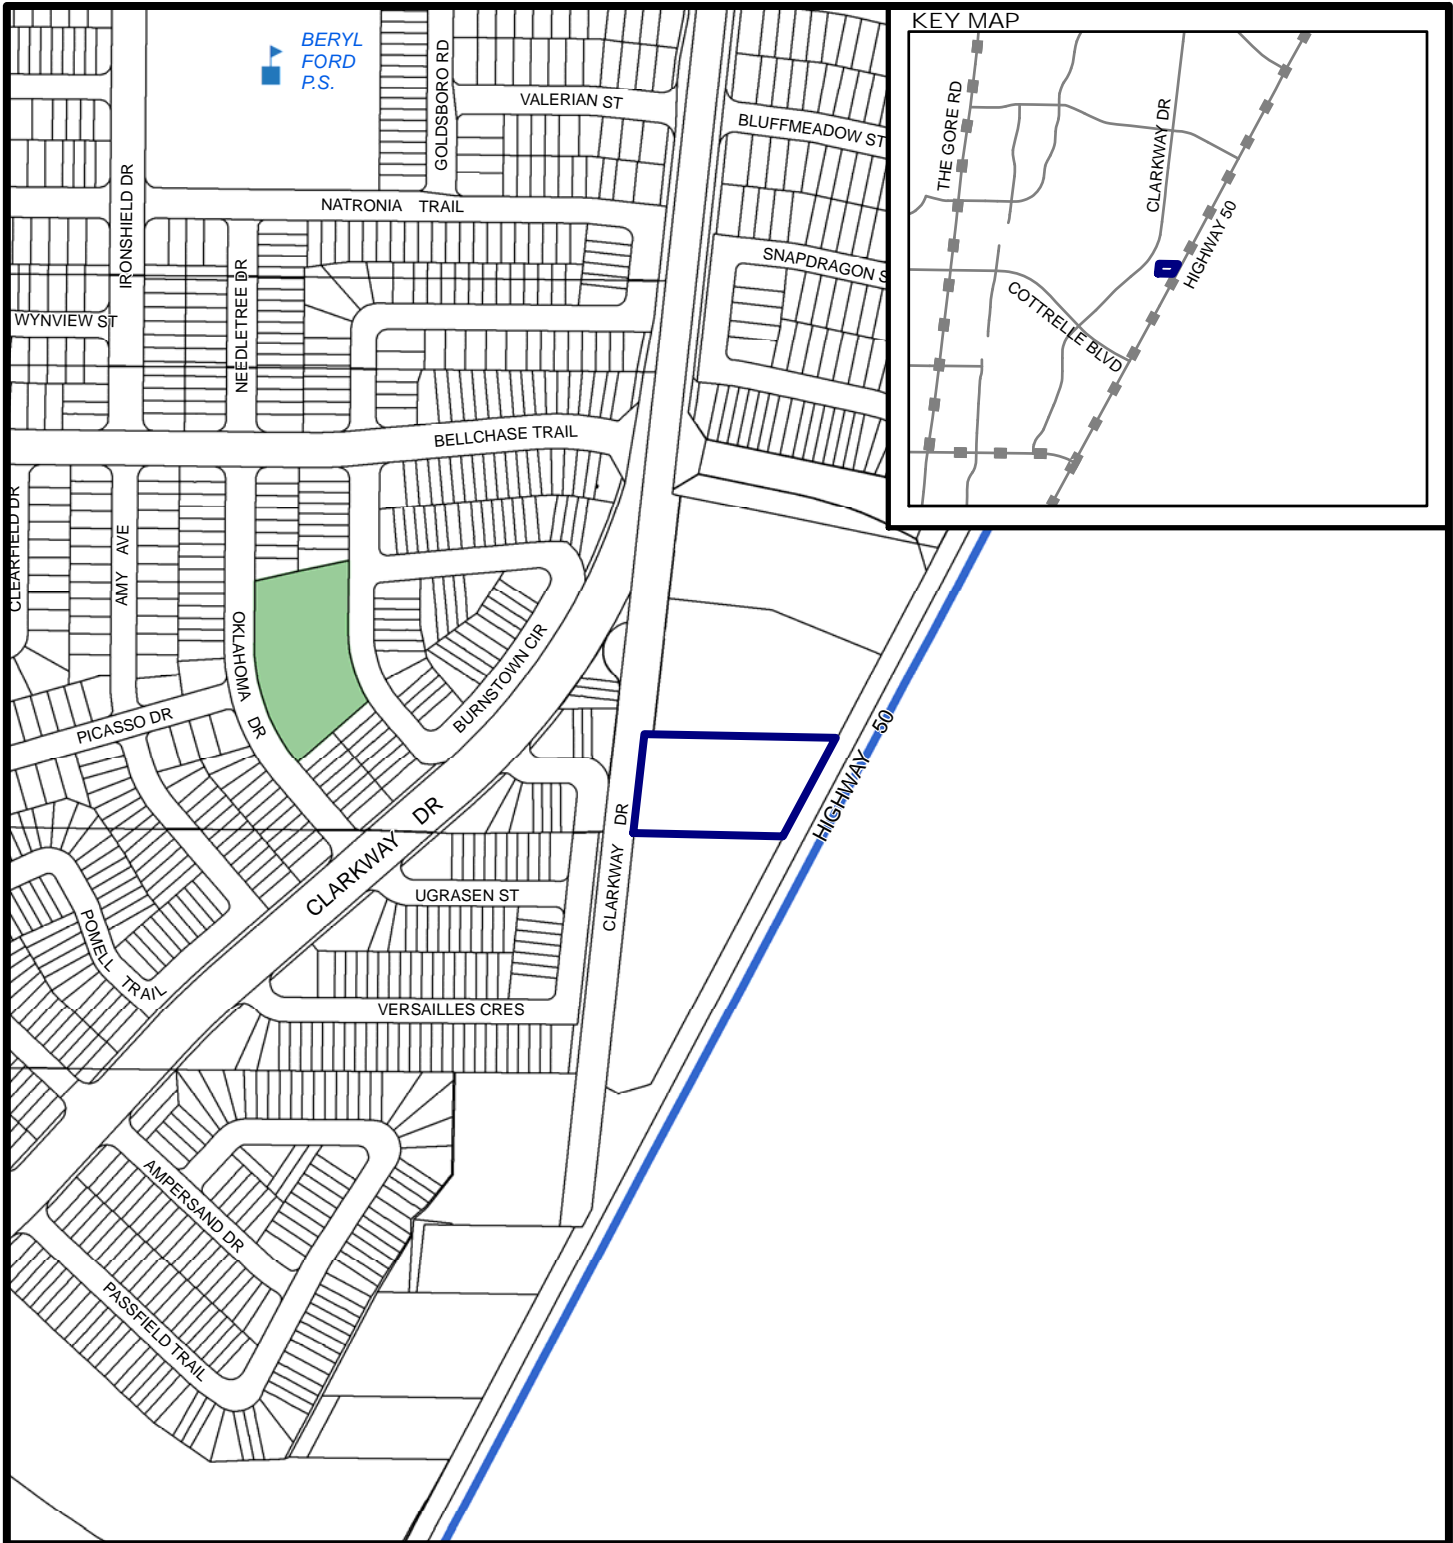 KEY MAP
BERYL
FORD
P.S.
GOLDSBORO RD
VALERIAN ST
BLUFFMEADOW ST
THE GORE RD
CLARKWAY DR
HIGHWAY 50
COTTRELLE BLVD
IRONSHIELD DR
NATRONIA TRAIL
SNAPDRAGON S
NEEDLETREE DR
WYNVIEW ST
BELLCHASE TRAIL
CLEARFIELD DR
AMY AVE
OKLAHOMA DR
BURNSTOWN CIR
PICASSO DR
HIGHWAY 50
CLARKWAY DR
CLARKWAY DR
UGRASEN ST
POMELL TRAIL
VERSAILLES CRES
AMPERSAND DR
PASSFIELD TRAIL